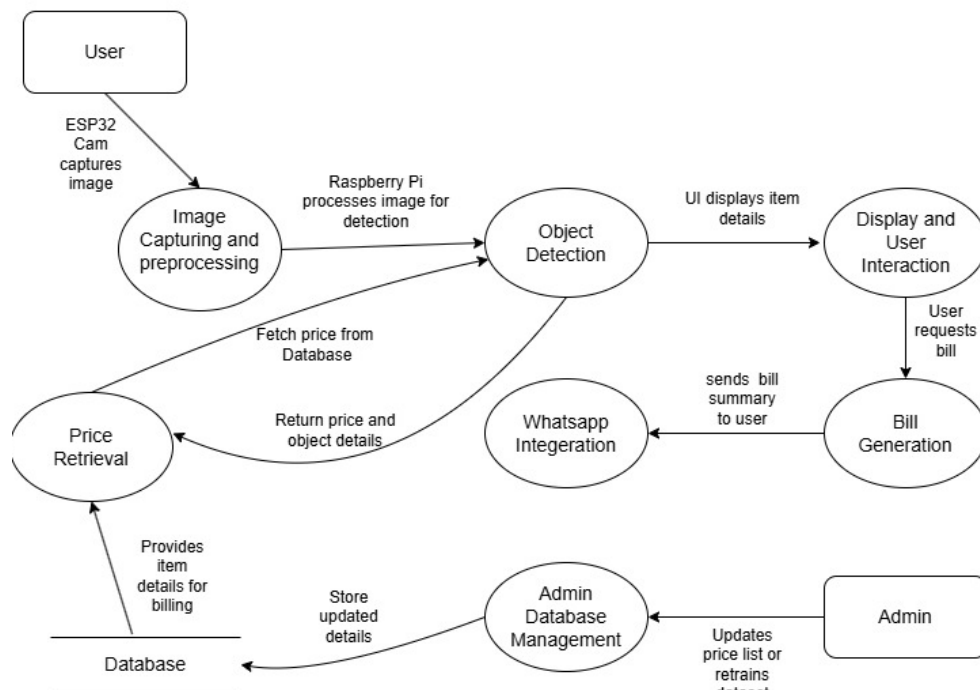 User
ESP32
Cam
captures
image
Image
Capturing and
preprocessing
Raspberry Pi
processes image for
detection
Object
Detection
UI displays item
details
Display and
User
Interaction
User
requests
bill
Fetch price from
Database
Return price and
object details
Price
Retrieval
Whatsapp
Integeration
sends bill
summary
to user
Bill
Generation
Provides
item
details for
billing
Database
Store
updated
details
Admin
Database
Management
Updates
price list or
retrains
dataset
Admin